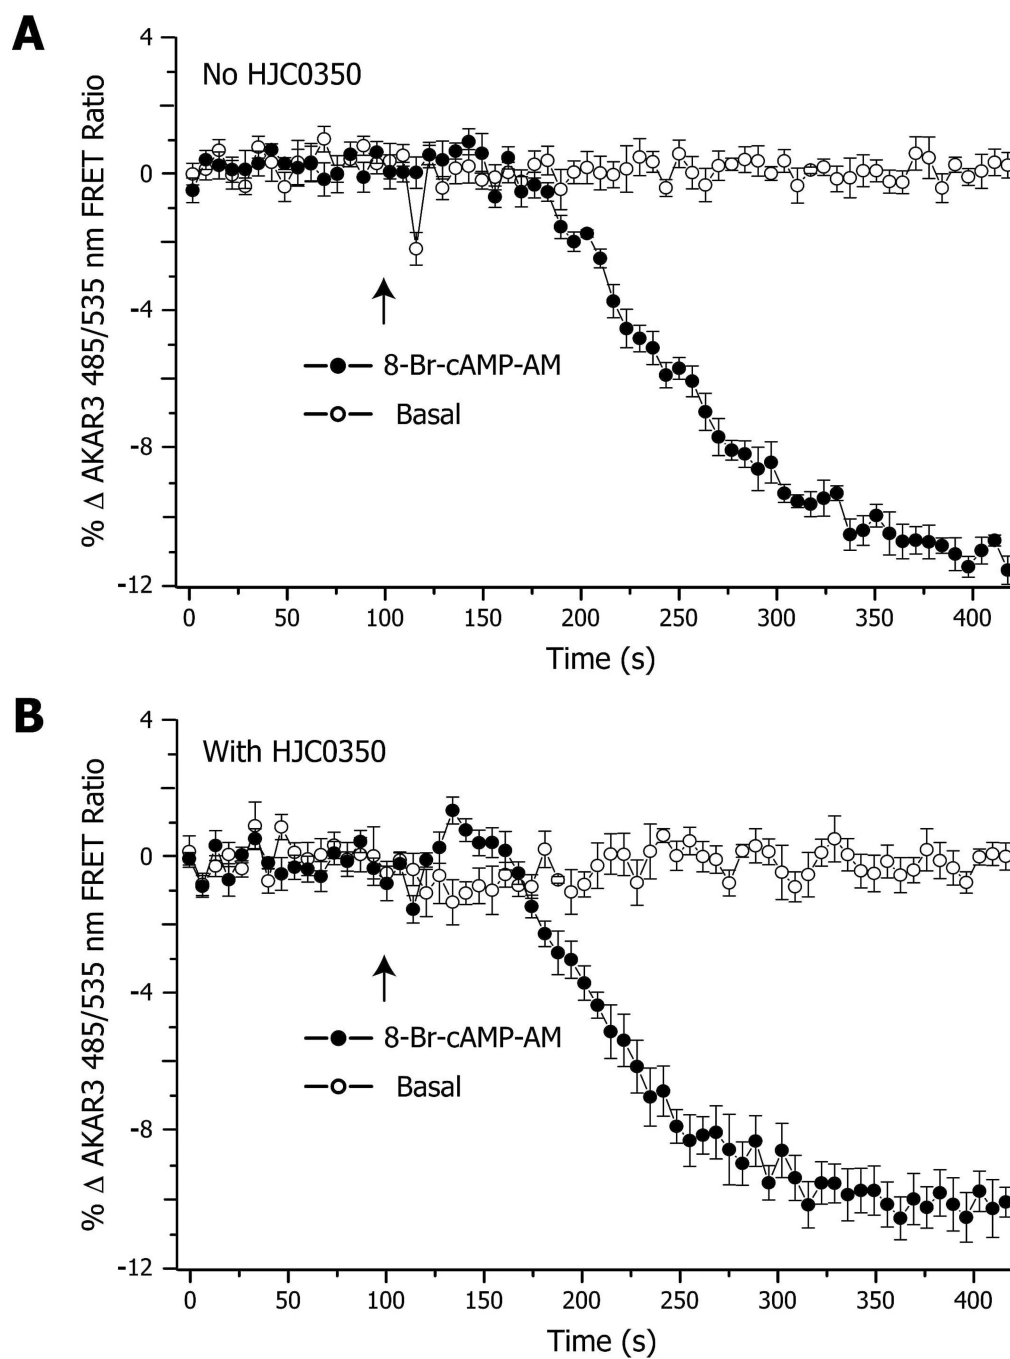 A
% Δ AKAR3 485/535 nm FRET Ratio
4
0
-4
-8
-12
No HJC0350
8-Br-cAMP-AM
Basal
0 50 100 150 200 250 300 350 400
Time (s)
B
% Δ AKAR3 485/535 nm FRET Ratio
4
0
-4
-8
-12
With HJC0350
8-Br-cAMP-AM
Basal
0 50 100 150 200 250 300 350 400
Time (s)